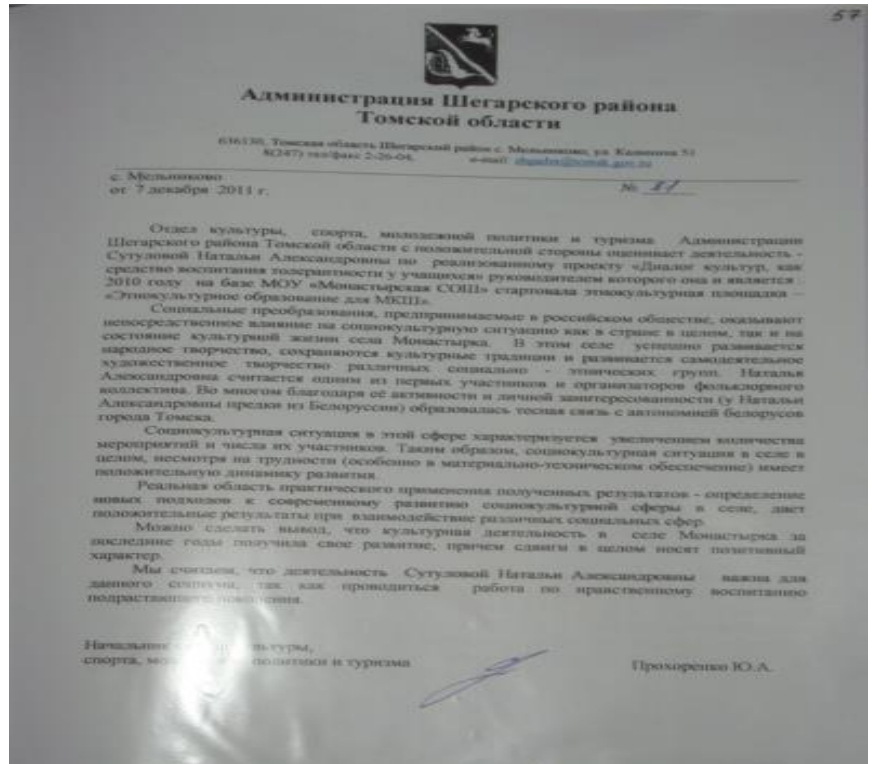 57
Администрация Шегарского района
Томской области
636130, Томская область Шегарский район с. Мельниково, ул. Калинина 51
8(247) тел/факс 2-26-04, e-mail:
с. Мельниково
от 7 декабря 2011 г. №
Отдел культуры, спорта, молодежной политики и туризма Администрации
Шегарского района Томской области с положительной стороны оценивает деятельность -
Сутуловой Натальи Александровны по реализованному проекту «Диалог культур, как
средство воспитания толерантности у учащихся» руководителем которого она и является .
2010 году на базе МОУ «Монастырская СОШ» стартовала этнокультурная площадка –
«Этнокультурное образование для МКШ».
Социальные преобразования, предпринимаемые в российском обществе, оказывают
непосредственное влияние на социокультурную ситуацию как в стране в целом, так и на
состояние культурной жизни села Монастырка. В этом селе успешно развивается
народное творчество, сохраняются культурные традиции и развивается самодеятельное
художественное творчество различных социально - этнических групп. Наталья
Александровна считается одним из первых участников и организаторов фольклорного
коллектива. Во многом благодаря её активности и личной заинтересованности (у Натальи
Александровны предки из Белоруссии) образовалась тесная связь с автономией белорусов
города Томска.
Социокультурная ситуация в этой сфере характеризуется увеличением количества
мероприятий и числа их участников. Таким образом, социокультурная ситуация в селе в
целом, несмотря на трудности (особенно в материально-техническом обеспечение) имеет
положительную динамику развития.
Реальная область практического применения полученных результатов - определение
новых подходов к современному развитию социокультурной сферы в селе, дает
положительные результаты при взаимодействие различных социальных сфер.
Можно сделать вывод, что культурная деятельность в селе Монастырка за
последние годы получила свое развитие, причем сдвиги в целом носят позитивный
характер.
Мы считаем, что деятельность Сутуловой Натальи Александровны важна для
данного социума, так как проводиться работа по нравственному воспитанию
подрастающего поколения.
Начальник культуры,
спорта, политики и туризма Прохоренко Ю.А.